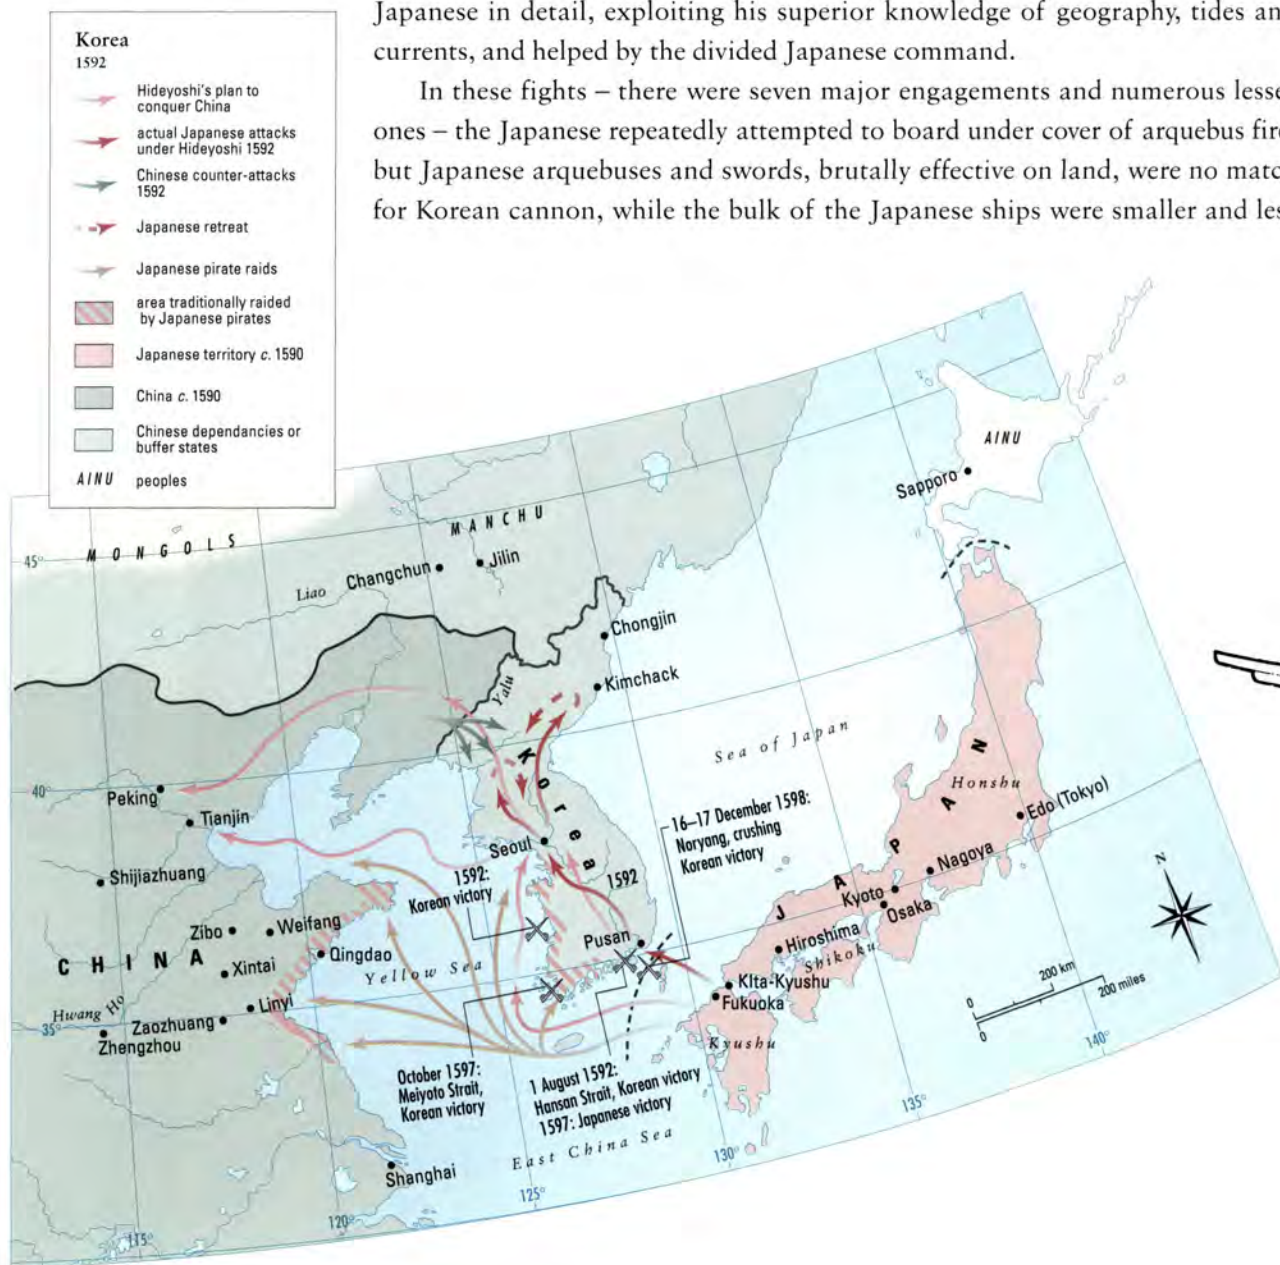 Japanese in detail, exploiting his superior knowledge of geography, tides an
currents, and helped by the divided Japanese command.
In these fights – there were seven major engagements and numerous lesse
ones – the Japanese repeatedly attempted to board under cover of arquebus fire
but Japanese arquebuses and swords, brutally effective on land, were no matc
for Korean cannon, while the bulk of the Japanese ships were smaller and les
Korea
1592
Hideyoshi's plan to
conquer China
actual Japanese attacks
under Hideyoshi 1592
Chinese counter-attacks
1592
Japanese retreat
Japanese pirate raids
area traditionally raided
by Japanese pirates
Japanese territory c. 1590
China c. 1590
Chinese dependancies or
buffer states
AINU peoples
AINU
Sapporo
MONGOLS
MANCHU
45°
Liao
Changchun
Jilin
Chongjin
Kimchack
Yalu
Korea
Sea of Japan
40°
Peking
Tianjin
Shijiazhuang
Seoul
1592:
Korean victory
1592
16–17 December 1598:
Noryang, crushing
Korean victory
JAPAN
Honshu
Edo (Tokyo)
Nagoya
Kyoto
Osaka
Hiroshima
Shikoku
KIta-Kyushu
Fukuoka
Kyushu
Pusan
Zibo
Weifang
Qingdao
Yellow Sea
CHINA
Xintai
Linyi
Hwang Ho
35°
Zaozhuang
Zhengzhou
October 1597:
Meiyoto Strait,
Korean victory
1 August 1592:
Hansan Strait, Korean victory
1597: Japanese victory
East China Sea
Shanghai
N
0
200 km
0
200 miles
115°
120°
125°
130°
135°
140°